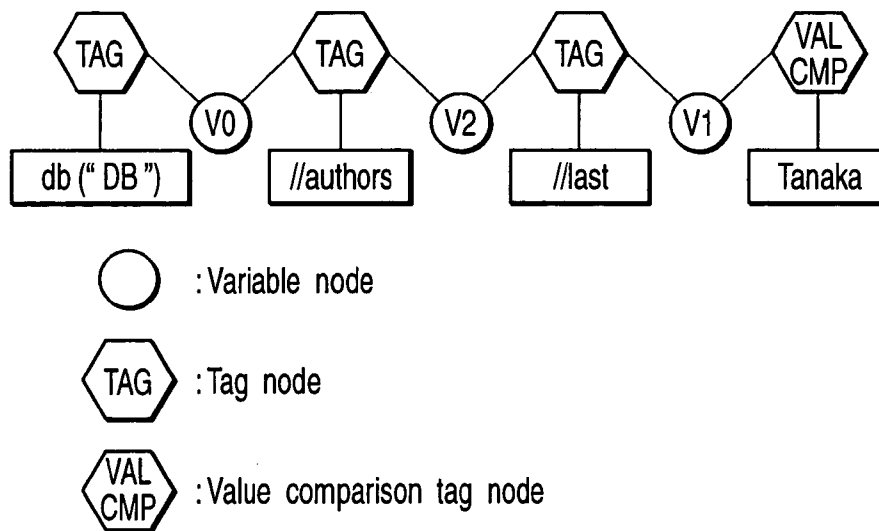 TAG TAG TAG VAL CMP
V0 V2 V1
db (“ DB ”) //authors //last Tanaka
: Variable node
TAG : Tag node
VAL CMP : Value comparison tag node